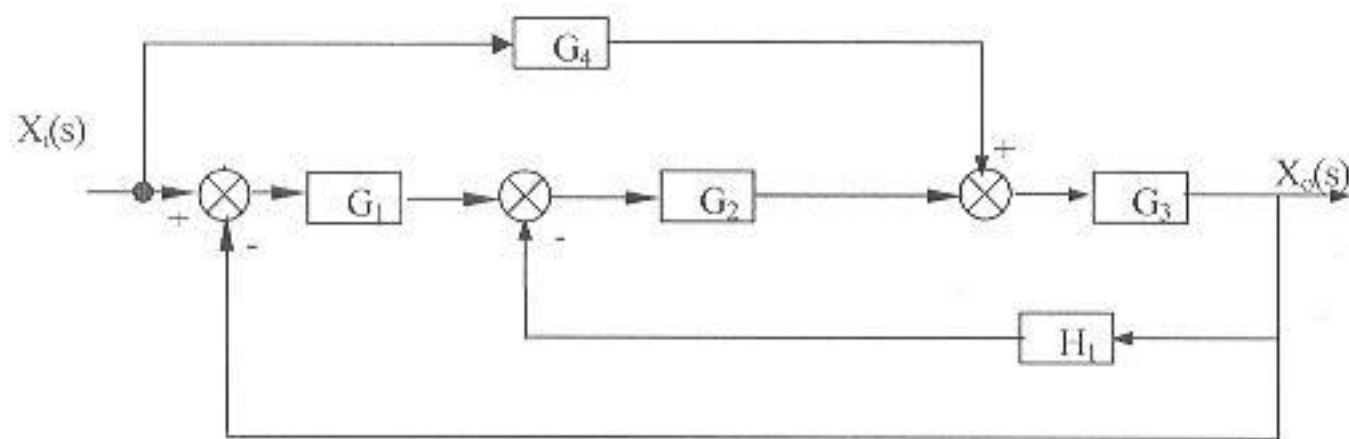 G₄
Xᵢ(s)
+
Xₒ(s)
G₁
G₂
G₃
+
-
-
H₁